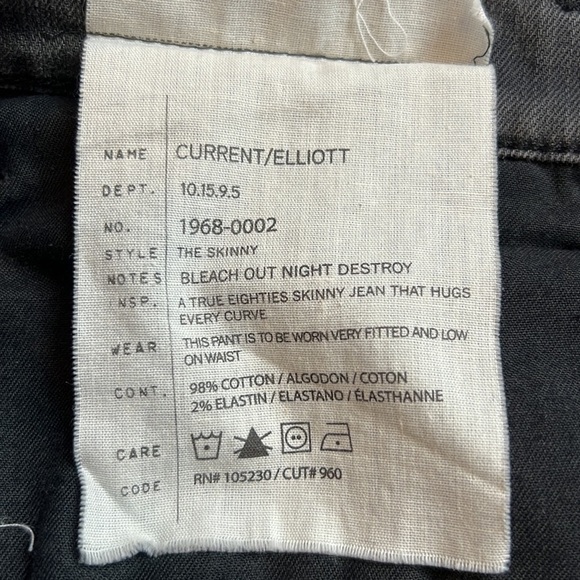 NAME CURRENT/ELLIOTT
DEPT. 10.15.9.5
NO. 1968-0002
STYLE THE SKINNY
NOTES BLEACH OUT NIGHT DESTROY
NSP. A TRUE EIGHTIES SKINNY JEAN THAT HUGS
EVERY CURVE
WEAR THIS PANT IS TO BE WORN VERY FITTED AND LOW
ON WAIST
CONT. 98% COTTON / ALGODON / COTON
2% ELASTIN / ELASTANO / ÉLASTHANNE
CARE
CODE RN# 105230 / CUT# 960